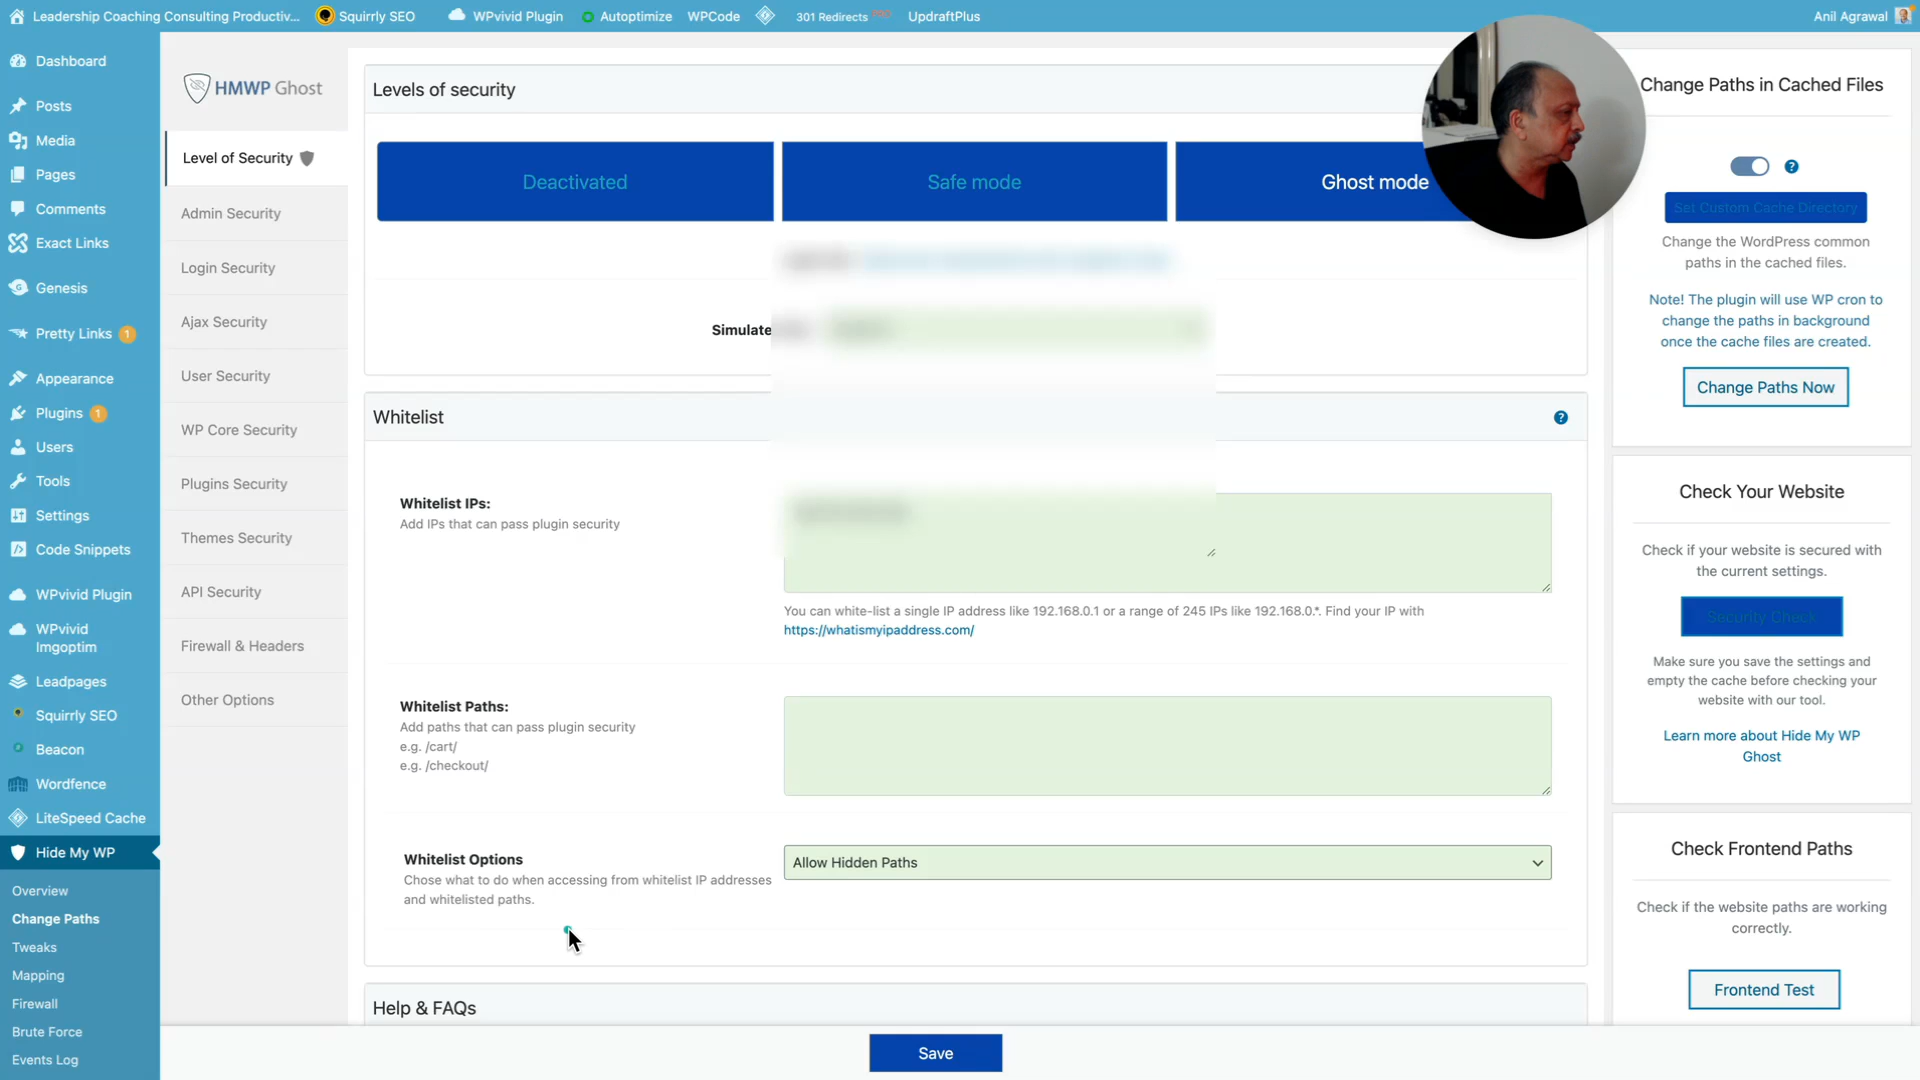 Leadership Coaching Consulting Productiv...
Squirrly SEO
WPvivid Plugin
Autoptimize
WPCode
301 Redirects PRO
UpdraftPlus
Anil Agrawal
Dashboard
Posts
Media
Pages
Comments
Exact Links
Genesis
Pretty Links 1
Appearance
Plugins 1
Users
Tools
Settings
Code Snippets
WPvivid Plugin
WPvivid
Imgoptim
Leadpages
Squirrly SEO
Beacon
Wordfence
LiteSpeed Cache
Hide My WP
Overview
Change Paths
Tweaks
Mapping
Firewall
Brute Force
Events Log
HMWP Ghost
Level of Security
Admin Security
Login Security
Ajax Security
User Security
WP Core Security
Plugins Security
Themes Security
API Security
Firewall & Headers
Other Options
Levels of security
Deactivated
Safe mode
Ghost mode
Simulate
Whitelist
?
Whitelist IPs:
Add IPs that can pass plugin security
You can white-list a single IP address like 192.168.0.1 or a range of 245 IPs like 192.168.0.*. Find your IP with
https://whatismyipaddress.com/
Whitelist Paths:
Add paths that can pass plugin security
e.g. /cart/
e.g. /checkout/
Whitelist Options
Chose what to do when accessing from whitelist IP addresses
and whitelisted paths.
Allow Hidden Paths
Help & FAQs
Save
Change Paths in Cached Files
?
Set Custom Cache Directory
Change the WordPress common
paths in the cached files.
Note! The plugin will use WP cron to
change the paths in background
once the cache files are created.
Change Paths Now
Check Your Website
Check if your website is secured with
the current settings.
Security Check
Make sure you save the settings and
empty the cache before checking your
website with our tool.
Learn more about Hide My WP
Ghost
Check Frontend Paths
Check if the website paths are working
correctly.
Frontend Test